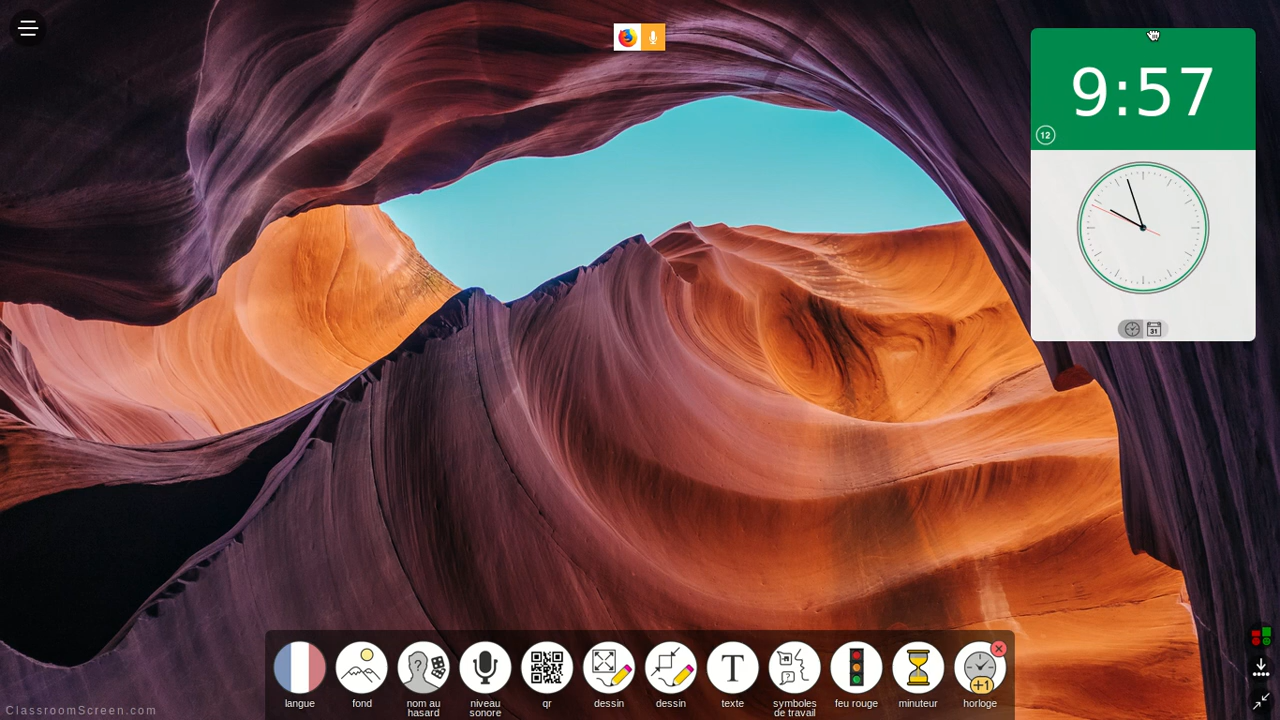 9:57
12
31
?
?
T
+1
langue
fond
nom au
hasard
niveau
sonore
qr
dessin
dessin
texte
symboles
de travail
feu rouge
minuteur
horloge
ClassroomScreen.com